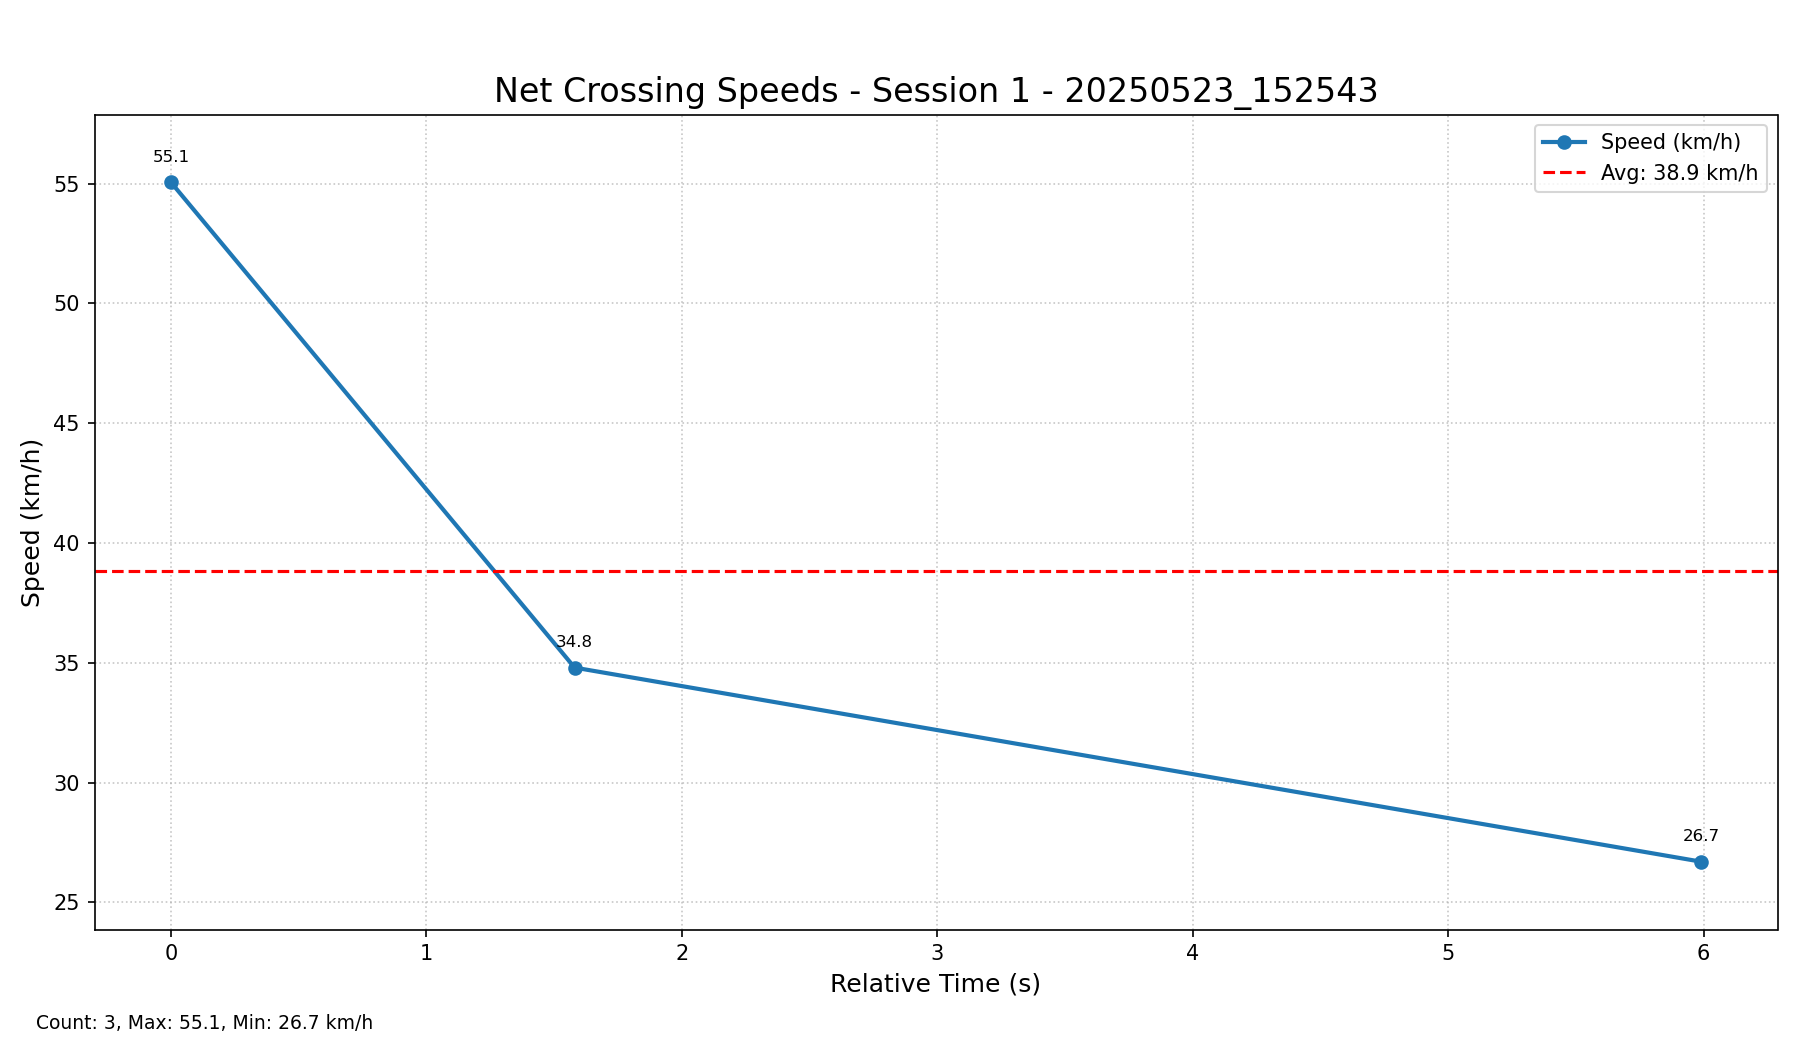 Net Crossing Speeds - Session 1 - 20250523_152543
Speed (km/h)
Avg: 38.9 km/h
55.1
34.8
26.7
55
50
45
40
35
30
25
Speed (km/h)
0 1 2 3 4 5 6
Relative Time (s)
Count: 3, Max: 55.1, Min: 26.7 km/h